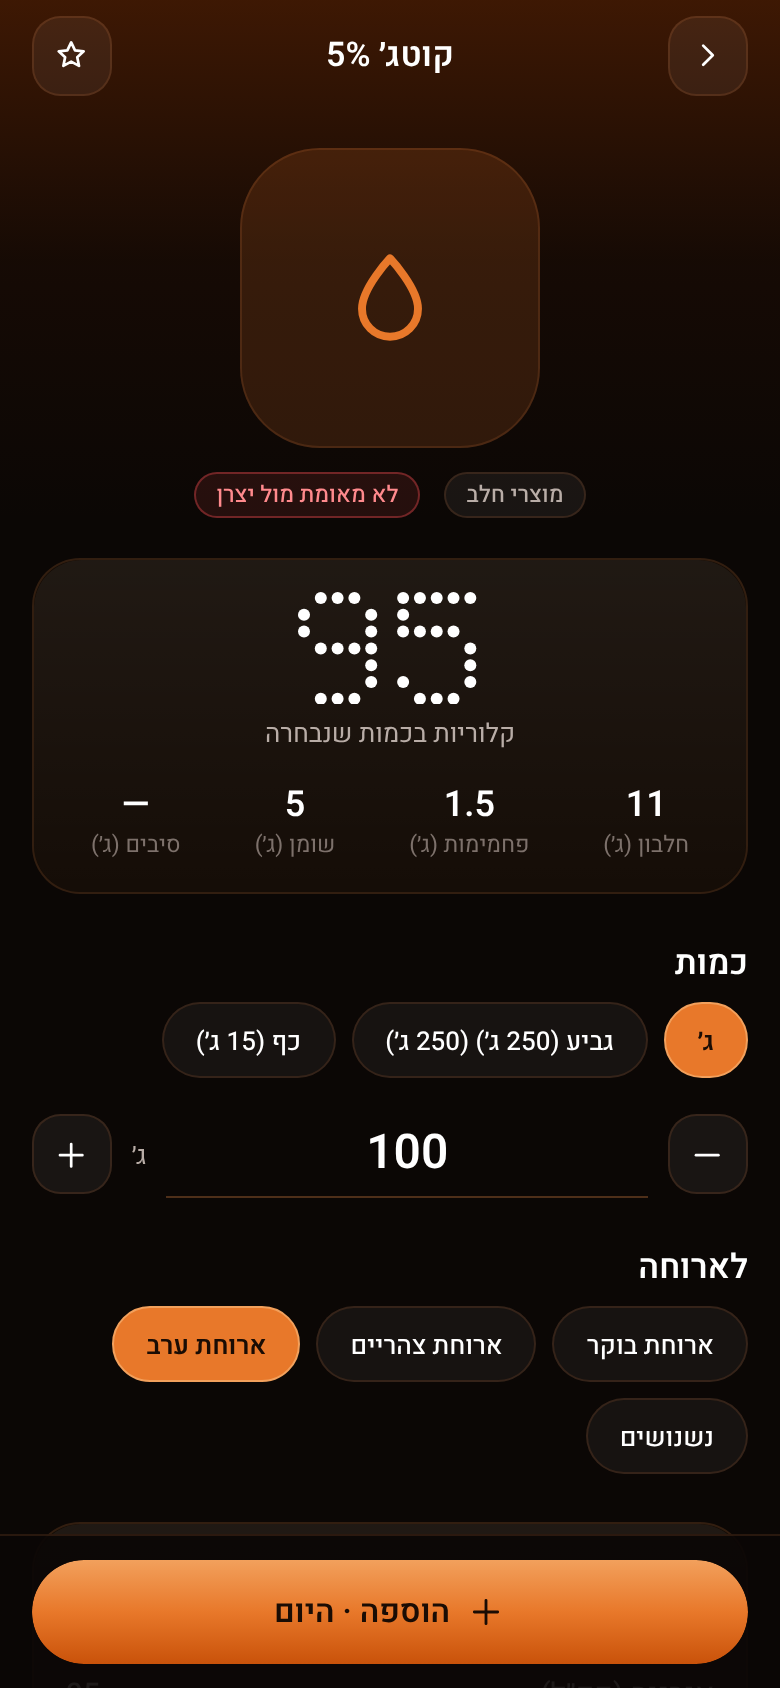 קוטג׳ 5%
מוצרי חלב
לא מאומת מול יצרן
95
קלוריות בכמות שנבחרה
11
1.5
5
—
חלבון (ג׳)
פחמימות (ג׳)
שומן (ג׳)
סיבים (ג׳)
כמות
ג׳
גביע (250 ג׳) (250 ג׳)
כף (15 ג׳)
100
ג׳
לארוחה
ארוחת בוקר
ארוחת צהריים
ארוחת ערב
נשנושים
הוספה · היום